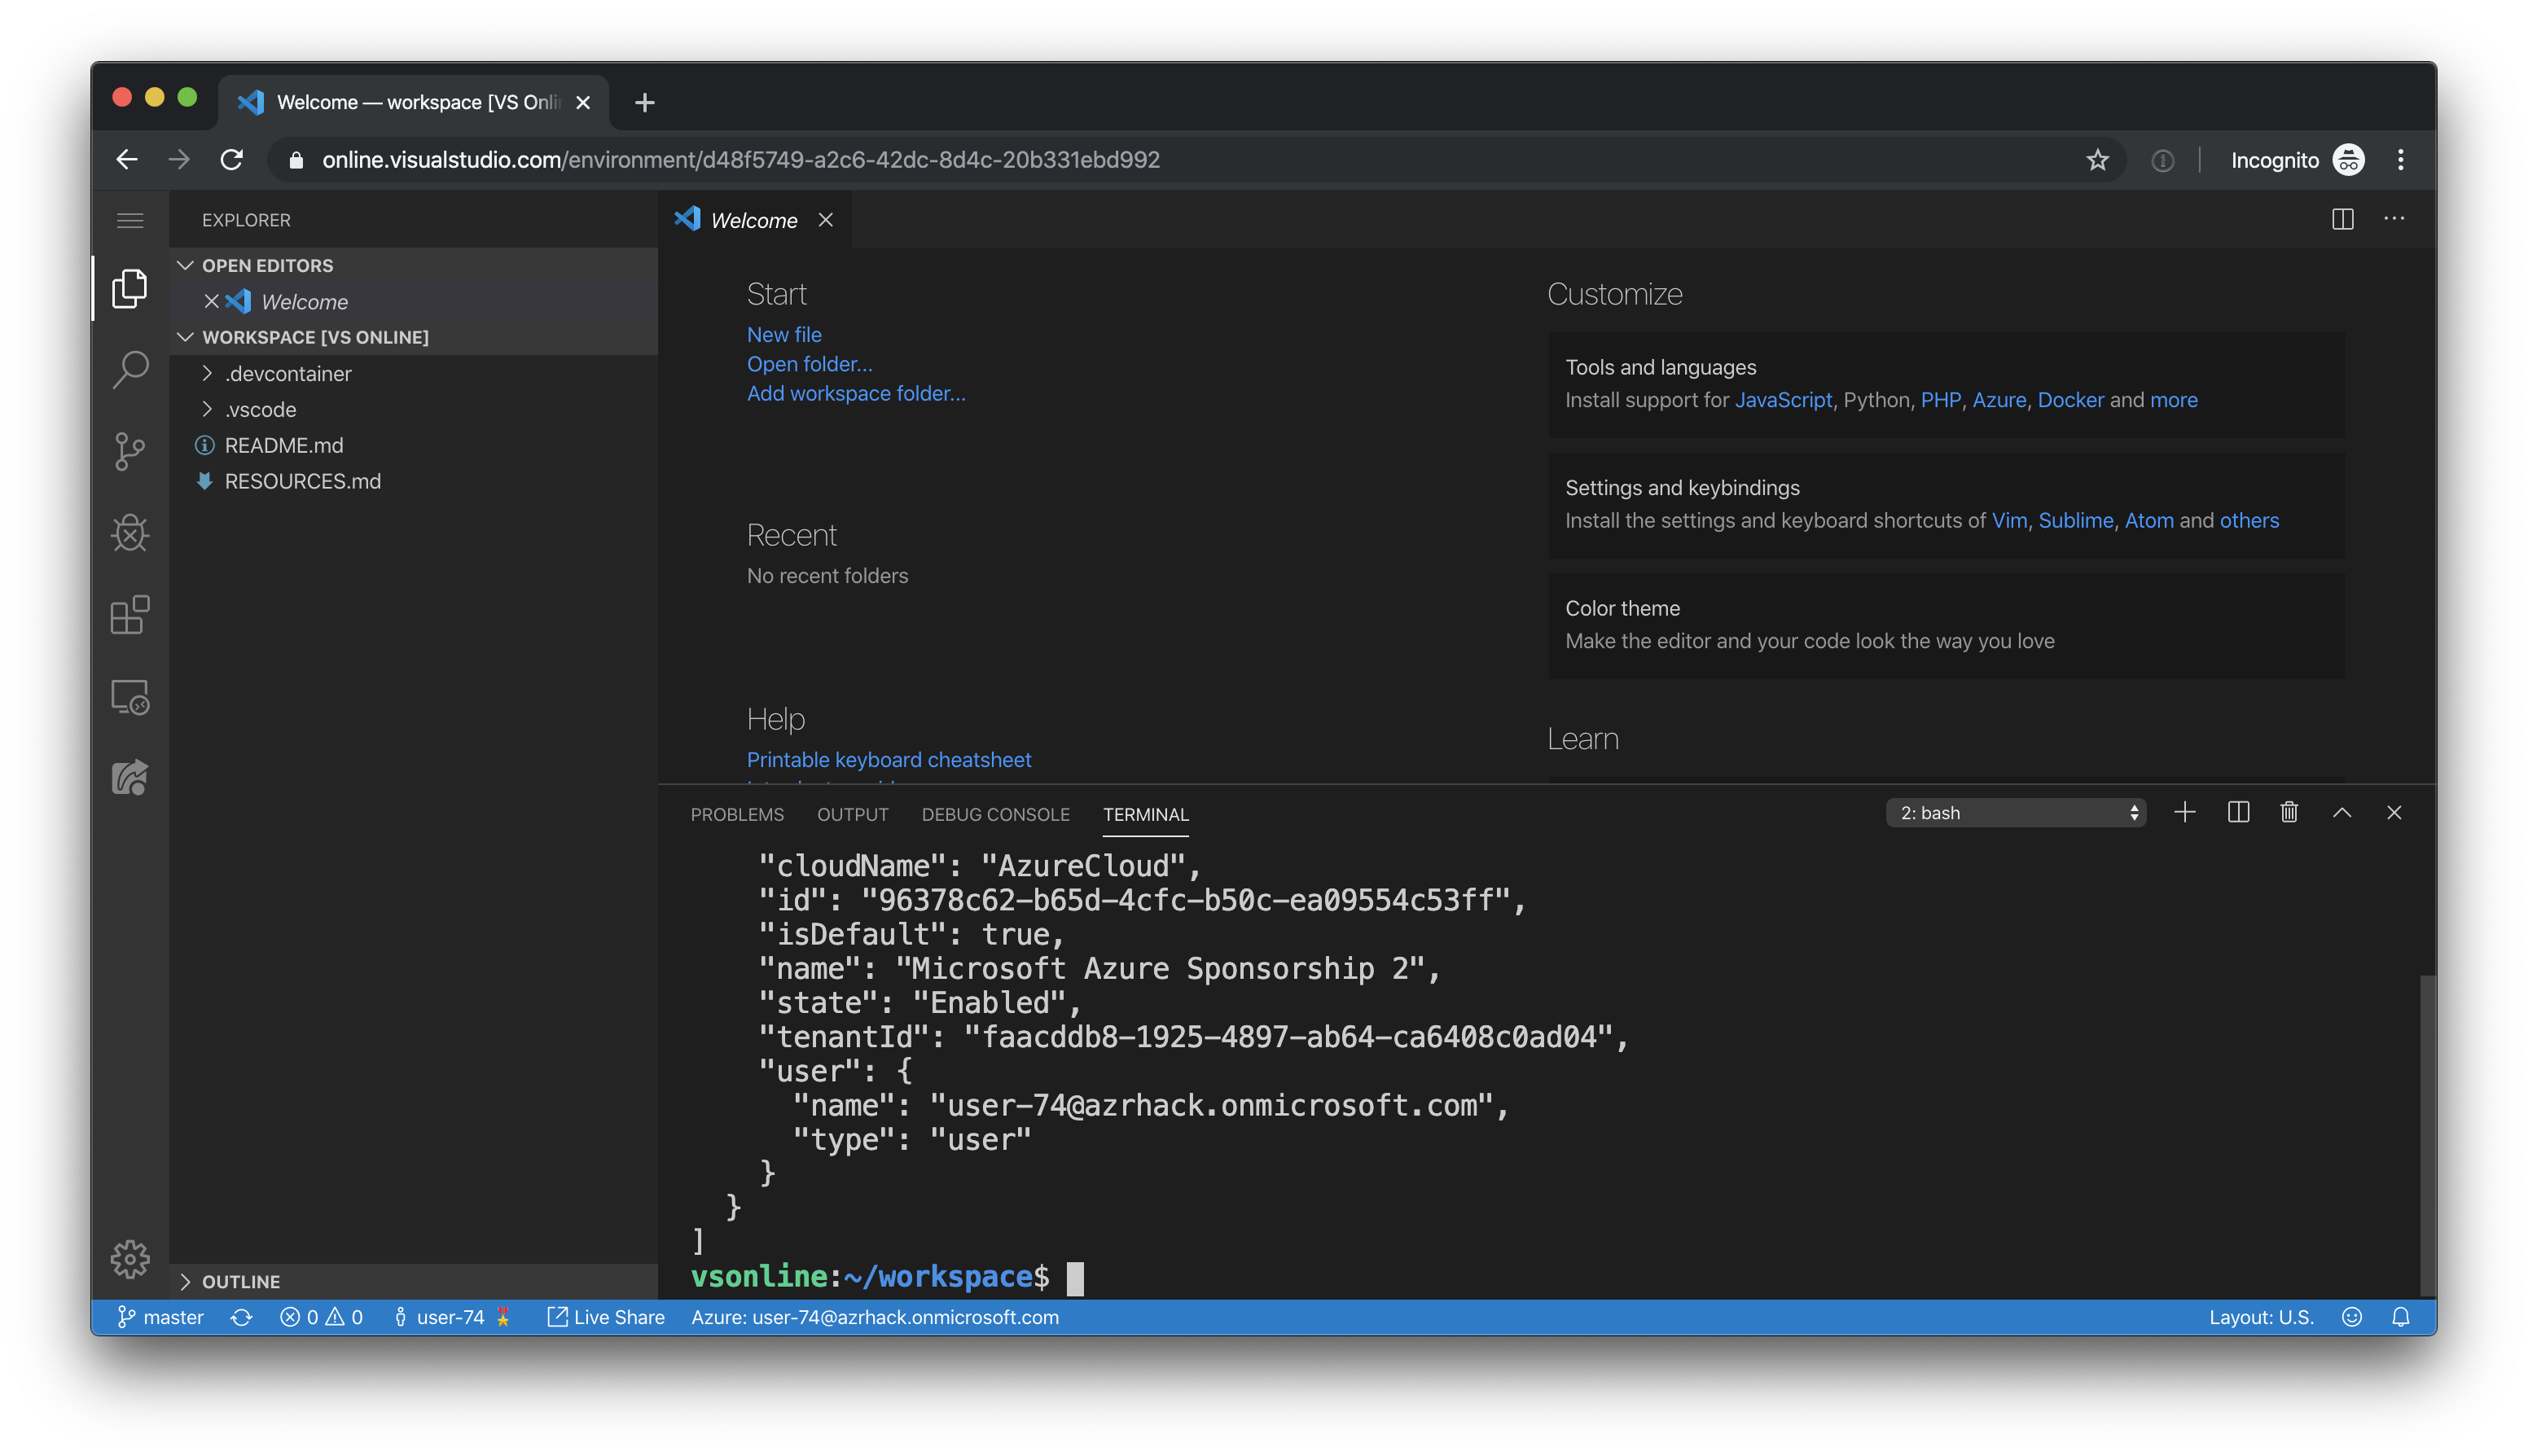 Welcome — workspace [VS Onli
online.visualstudio.com/environment/d48f5749-a2c6-42dc-8d4c-20b331ebd992
Incognito
EXPLORER
OPEN EDITORS
Welcome
WORKSPACE [VS ONLINE]
.devcontainer
.vscode
README.md
RESOURCES.md
OUTLINE
Welcome
Start
New file
Open folder...
Add workspace folder...
Recent
No recent folders
Help
Printable keyboard cheatsheet
Customize
Tools and languages
Install support for JavaScript, Python, PHP, Azure, Docker and more
Settings and keybindings
Install the settings and keyboard shortcuts of Vim, Sublime, Atom and others
Color theme
Make the editor and your code look the way you love
Learn
PROBLEMS OUTPUT DEBUG CONSOLE TERMINAL
2: bash
"cloudName": "AzureCloud",
"id": "96378c62-b65d-4cfc-b50c-ea09554c53ff",
"isDefault": true,
"name": "Microsoft Azure Sponsorship 2",
"state": "Enabled",
"tenantId": "faacddb8-1925-4897-ab64-ca6408c0ad04",
"user": {
"name": "user-74@azrhack.onmicrosoft.com",
"type": "user"
}
}
]
vsonline:~/workspace$
master 0 0 user-74 Live Share Azure: user-74@azrhack.onmicrosoft.com Layout: U.S.